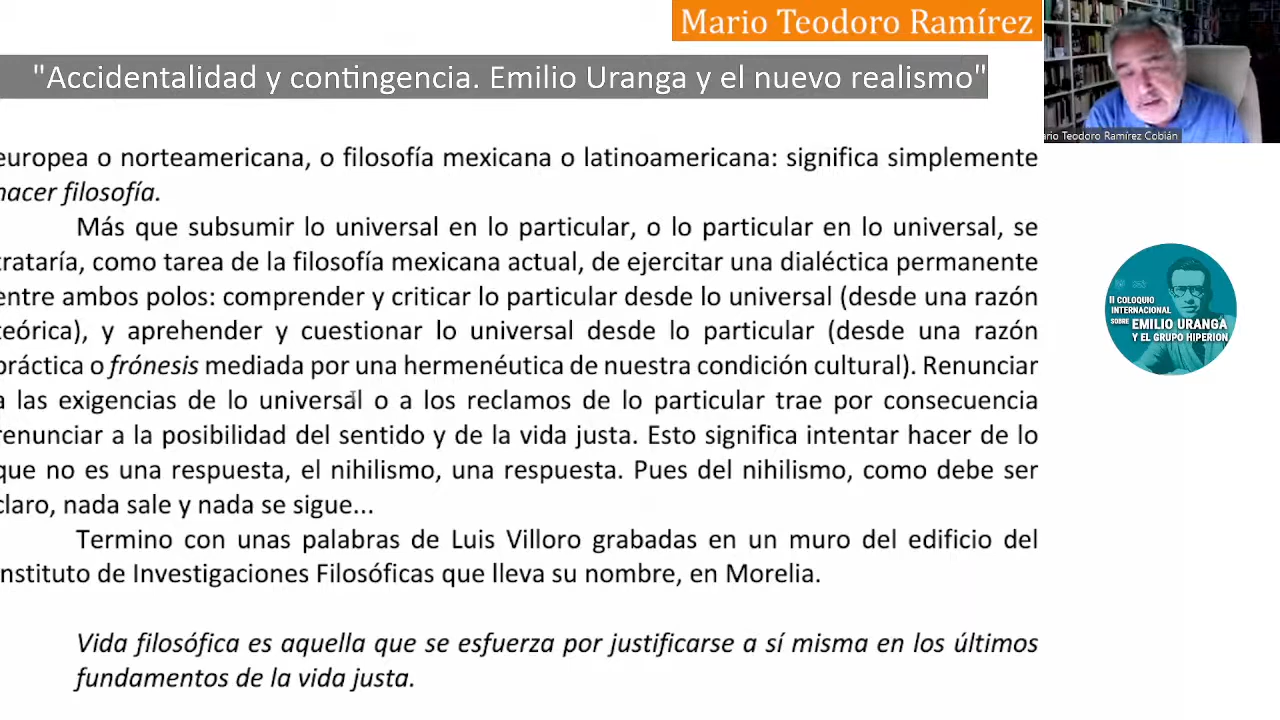 Mario Teodoro Ramírez
"Accidentalidad y contingencia. Emilio Uranga y el nuevo realismo"
ario Teodoro Ramírez Cobián
europea o norteamericana, o filosofía mexicana o latinoamericana: significa simplemente
hacer filosofía.
Más que subsumir lo universal en lo particular, o lo particular en lo universal, se
trataría, como tarea de la filosofía mexicana actual, de ejercitar una dialéctica permanente
entre ambos polos: comprender y criticar lo particular desde lo universal (desde una razón
teórica), y aprehender y cuestionar lo universal desde lo particular (desde una razón
práctica o frónesis mediada por una hermenéutica de nuestra condición cultural). Renunciar
a las exigencias de lo universal o a los reclamos de lo particular trae por consecuencia
renunciar a la posibilidad del sentido y de la vida justa. Esto significa intentar hacer de lo
que no es una respuesta, el nihilismo, una respuesta. Pues del nihilismo, como debe ser
claro, nada sale y nada se sigue...
Termino con unas palabras de Luis Villoro grabadas en un muro del edificio del
Instituto de Investigaciones Filosóficas que lleva su nombre, en Morelia.
Vida filosófica es aquella que se esfuerza por justificarse a sí misma en los últimos
fundamentos de la vida justa.
II COLOQUIO
INTERNACIONAL
SOBRE EMILIO URANGA
Y EL GRUPO HIPERION